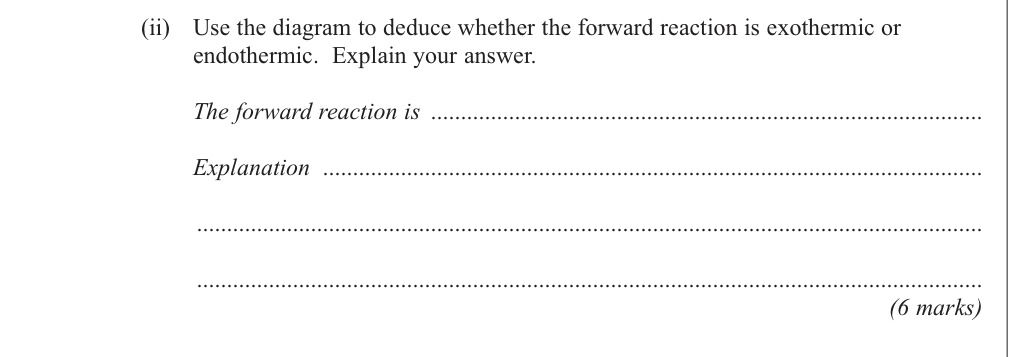 (ii) Use the diagram to deduce whether the forward reaction is exothermic or
endothermic. Explain your answer.
The forward reaction is ..........................................................................................
Explanation ............................................................................................................
.................................................................................................................................
.................................................................................................................................
(6 marks)